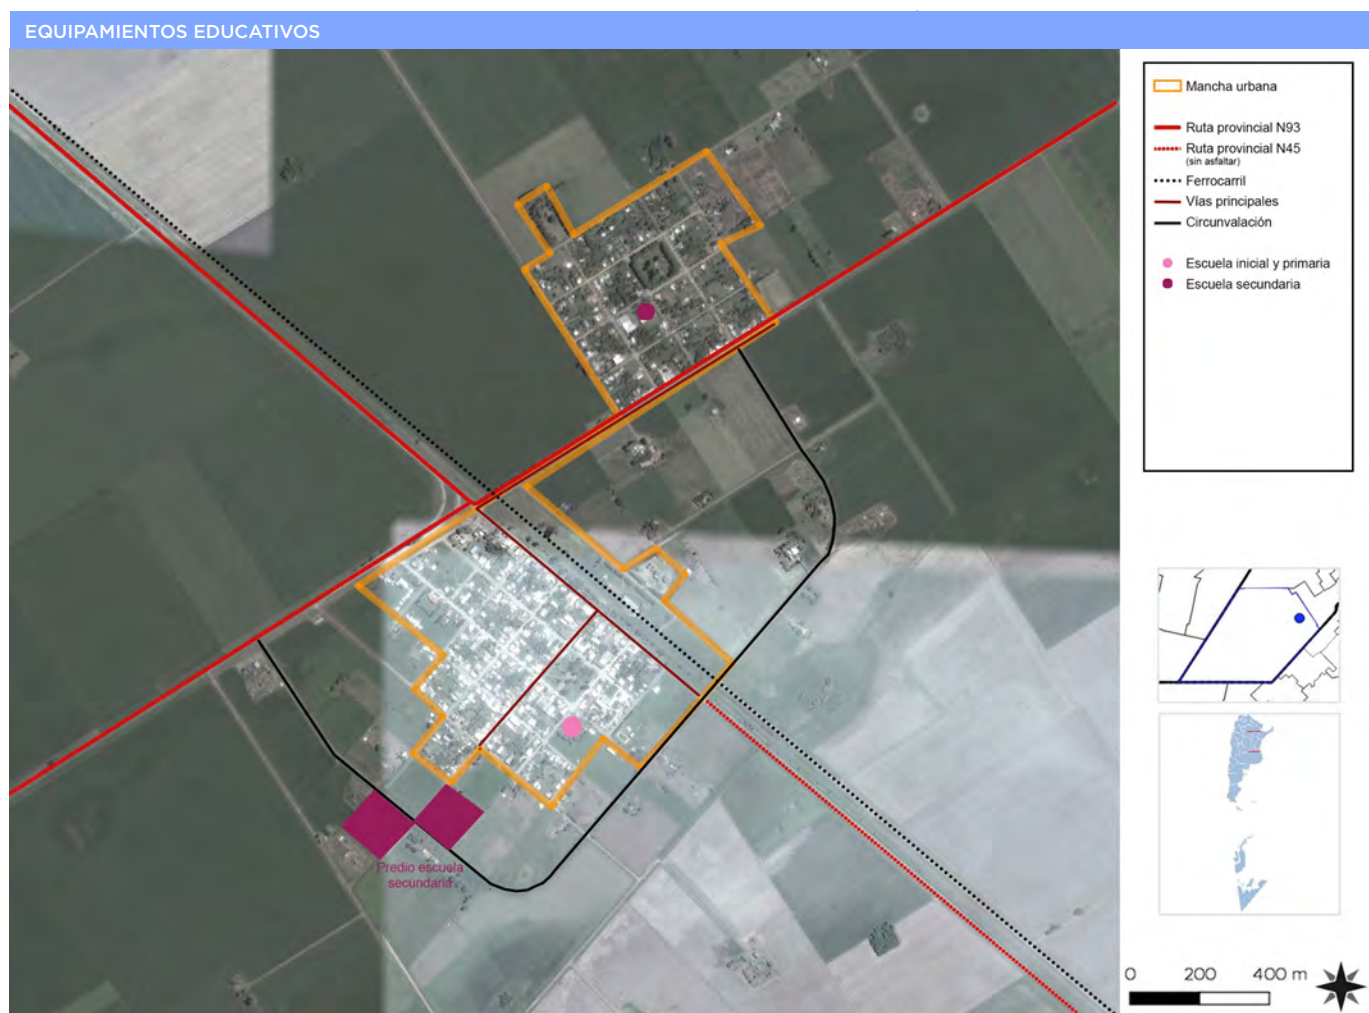 EQUIPAMIENTOS EDUCATIVOS
Mancha urbana
Ruta provincial N93
Ruta provincial N45
(sin asfaltar)
Ferrocarril
Vías principales
Circunvalación
Escuela inicial y primaria
Escuela secundaria
Predio escuela
secundaria
0 200 400 m